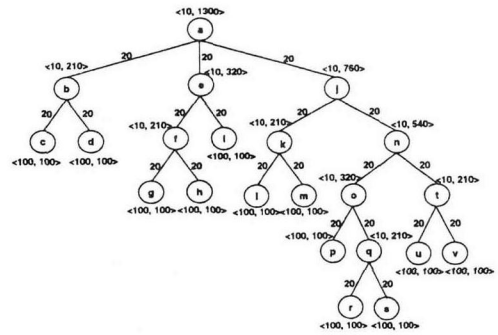 <10, 1300>
a
20 20 20
<10, 210> <10, 320> <10, 760>
b e j
20 20 20 20 20 20
<10, 210> <10, 210> <10, 540>
c d f i k n
<100, 100> <100, 100> <100, 100>
20 20 20 20 20 20
<10, 320> <10, 210>
g h l m o t
<100, 100> <100, 100> <100, 100> <100, 100>
20 20 20 20
<100, 100> <10, 210>
p q u v
<100, 100> <100, 100>
20 20
r s
<100, 100> <100, 100>